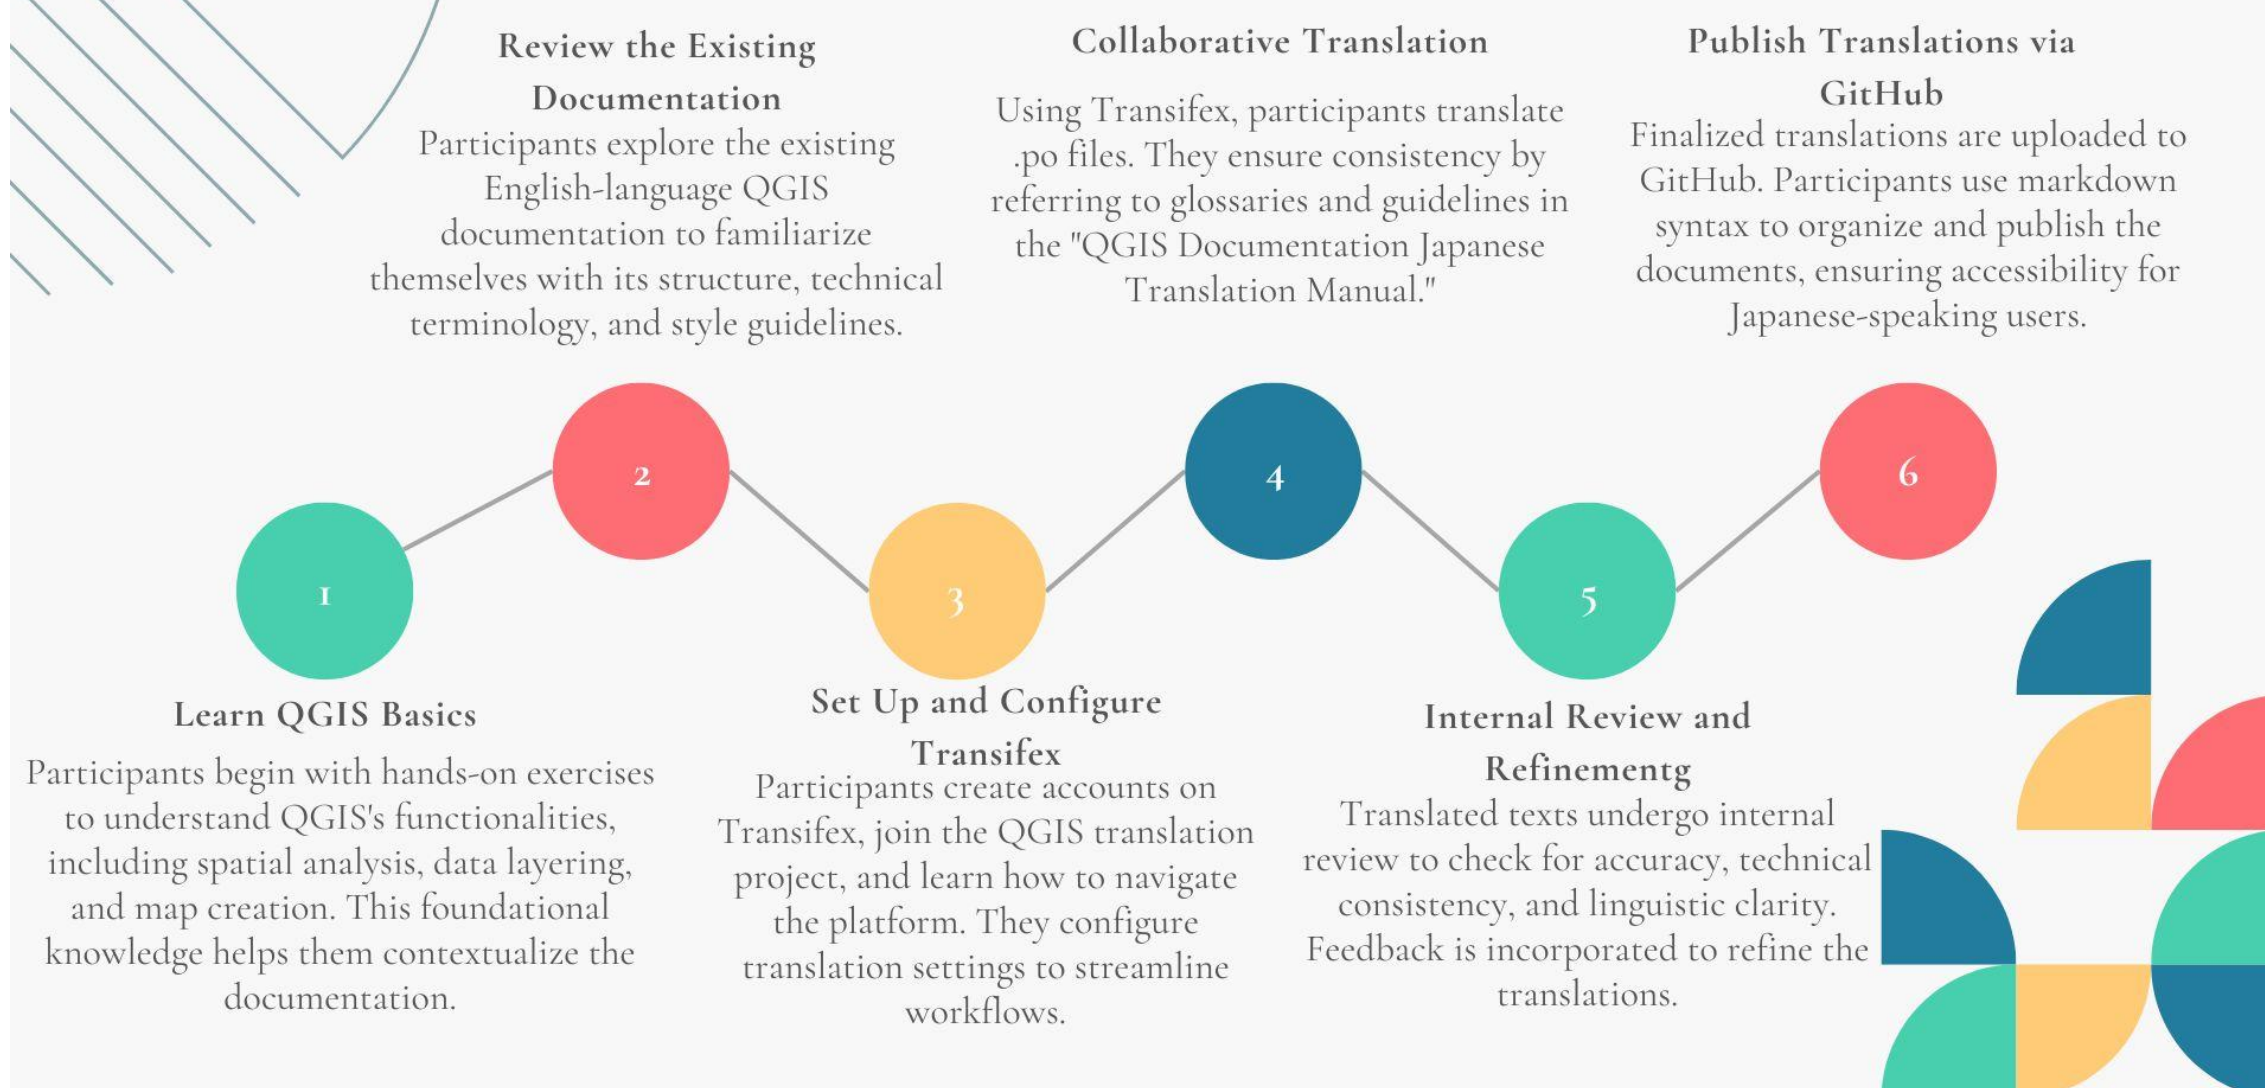 1
Learn QGIS Basics
Participants begin with hands-on exercises
to understand QGIS's functionalities,
including spatial analysis, data layering,
and map creation. This foundational
knowledge helps them contextualize the
documentation.
Review the Existing
Documentation
Participants explore the existing
English-language QGIS
documentation to familiarize
themselves with its structure, technical
terminology, and style guidelines.
2
3
Set Up and Configure
Transifex
Participants create accounts on
Transifex, join the QGIS translation
project, and learn how to navigate
the platform. They configure
translation settings to streamline
workflows.
Collaborative Translation
Using Transifex, participants translate
.po files. They ensure consistency by
referring to glossaries and guidelines in
the "QGIS Documentation Japanese
Translation Manual."
4
5
Internal Review and
Refinementg
Translated texts undergo internal
review to check for accuracy, technical
consistency, and linguistic clarity.
Feedback is incorporated to refine the
translations.
Publish Translations via
GitHub
Finalized translations are uploaded to
GitHub. Participants use markdown
syntax to organize and publish the
documents, ensuring accessibility for
Japanese-speaking users.
6